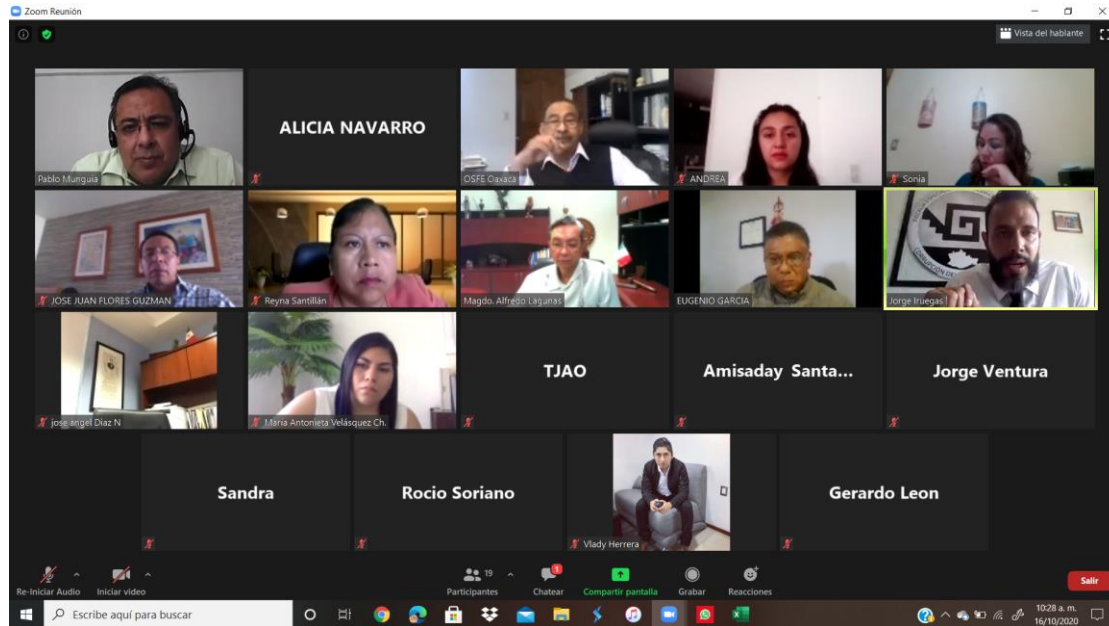 Zoom Reunión
Vista del hablante
Pablo Munguia
ALICIA NAVARRO
OSFE Oaxaca
ANDREA
Sonia
JOSE JUAN FLORES GUZMAN
Reyna Santillán
Magdo. Alfredo Lagunas
EUGENIO GARCIA
CORRUPCIÓN DE
Jorge Iruegas
jose angel Diaz N
Maria Antonieta Velásquez Ch.
TJAO
Amisaday Santa...
Jorge Ventura
Sandra
Rocio Soriano
Vlady Herrera
Gerardo Leon
Re-Iniciar Audio
Iniciar video
19
Participantes
1
Chatear
Compartir pantalla
Grabar
Reacciones
Salir
Escribe aquí para buscar
10:28 a. m.
16/10/2020